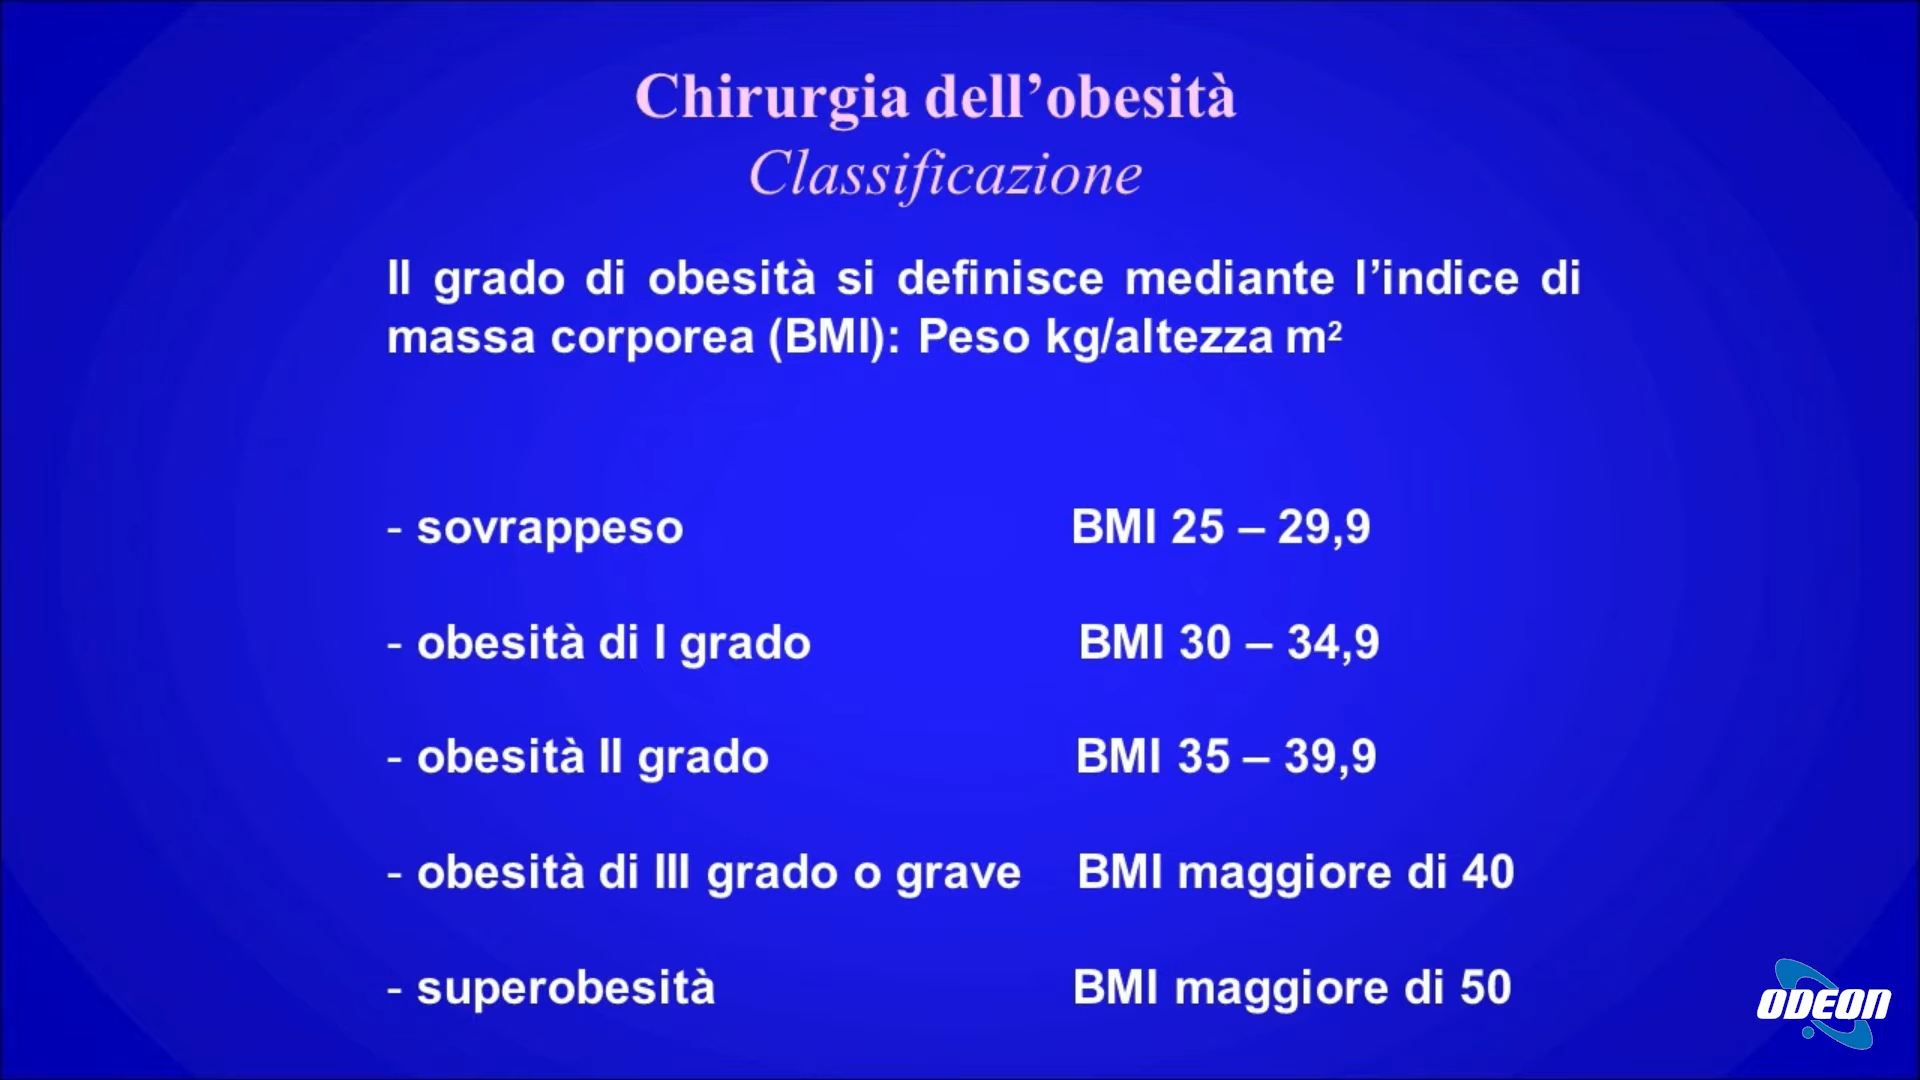 Chirurgia dell’obesità
Classificazione
Il grado di obesità si definisce mediante l’indice di
massa corporea (BMI): Peso kg/altezza m²
- sovrappeso BMI 25 – 29,9
- obesità di I grado BMI 30 – 34,9
- obesità II grado BMI 35 – 39,9
- obesità di III grado o grave BMI maggiore di 40
- superobesità BMI maggiore di 50
ODEON